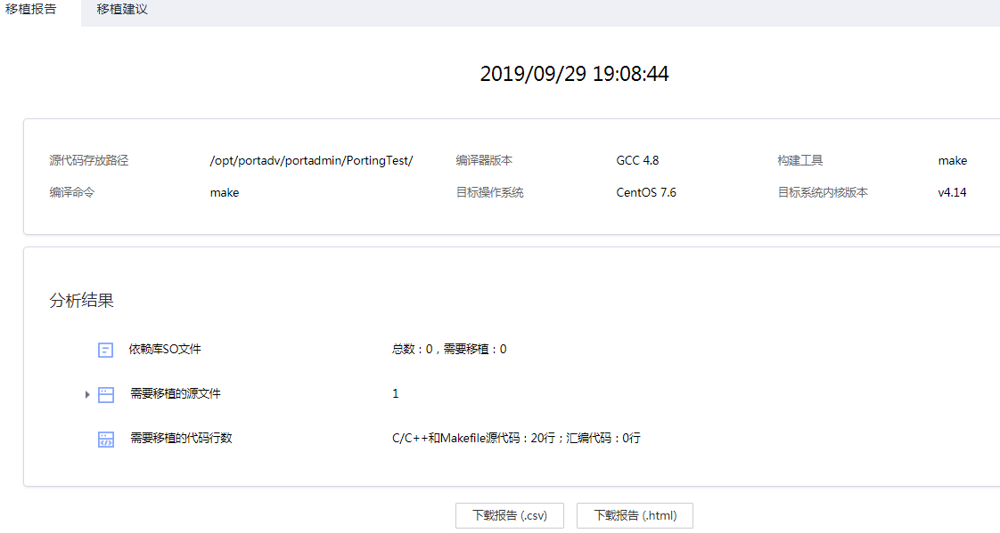 移植报告 移植建议
2019/09/29 19:08:44
源代码存放路径 /opt/portadv/portadmin/PortingTest/ 编译器版本 GCC 4.8 构建工具 make
编译命令 make 目标操作系统 CentOS 7.6 目标系统内核版本 v4.14
分析结果
依赖库SO文件 总数：0，需要移植：0
需要移植的源文件 1
需要移植的代码行数 C/C++和Makefile源代码：20行；汇编代码：0行
下载报告 (.csv) 下载报告 (.html)